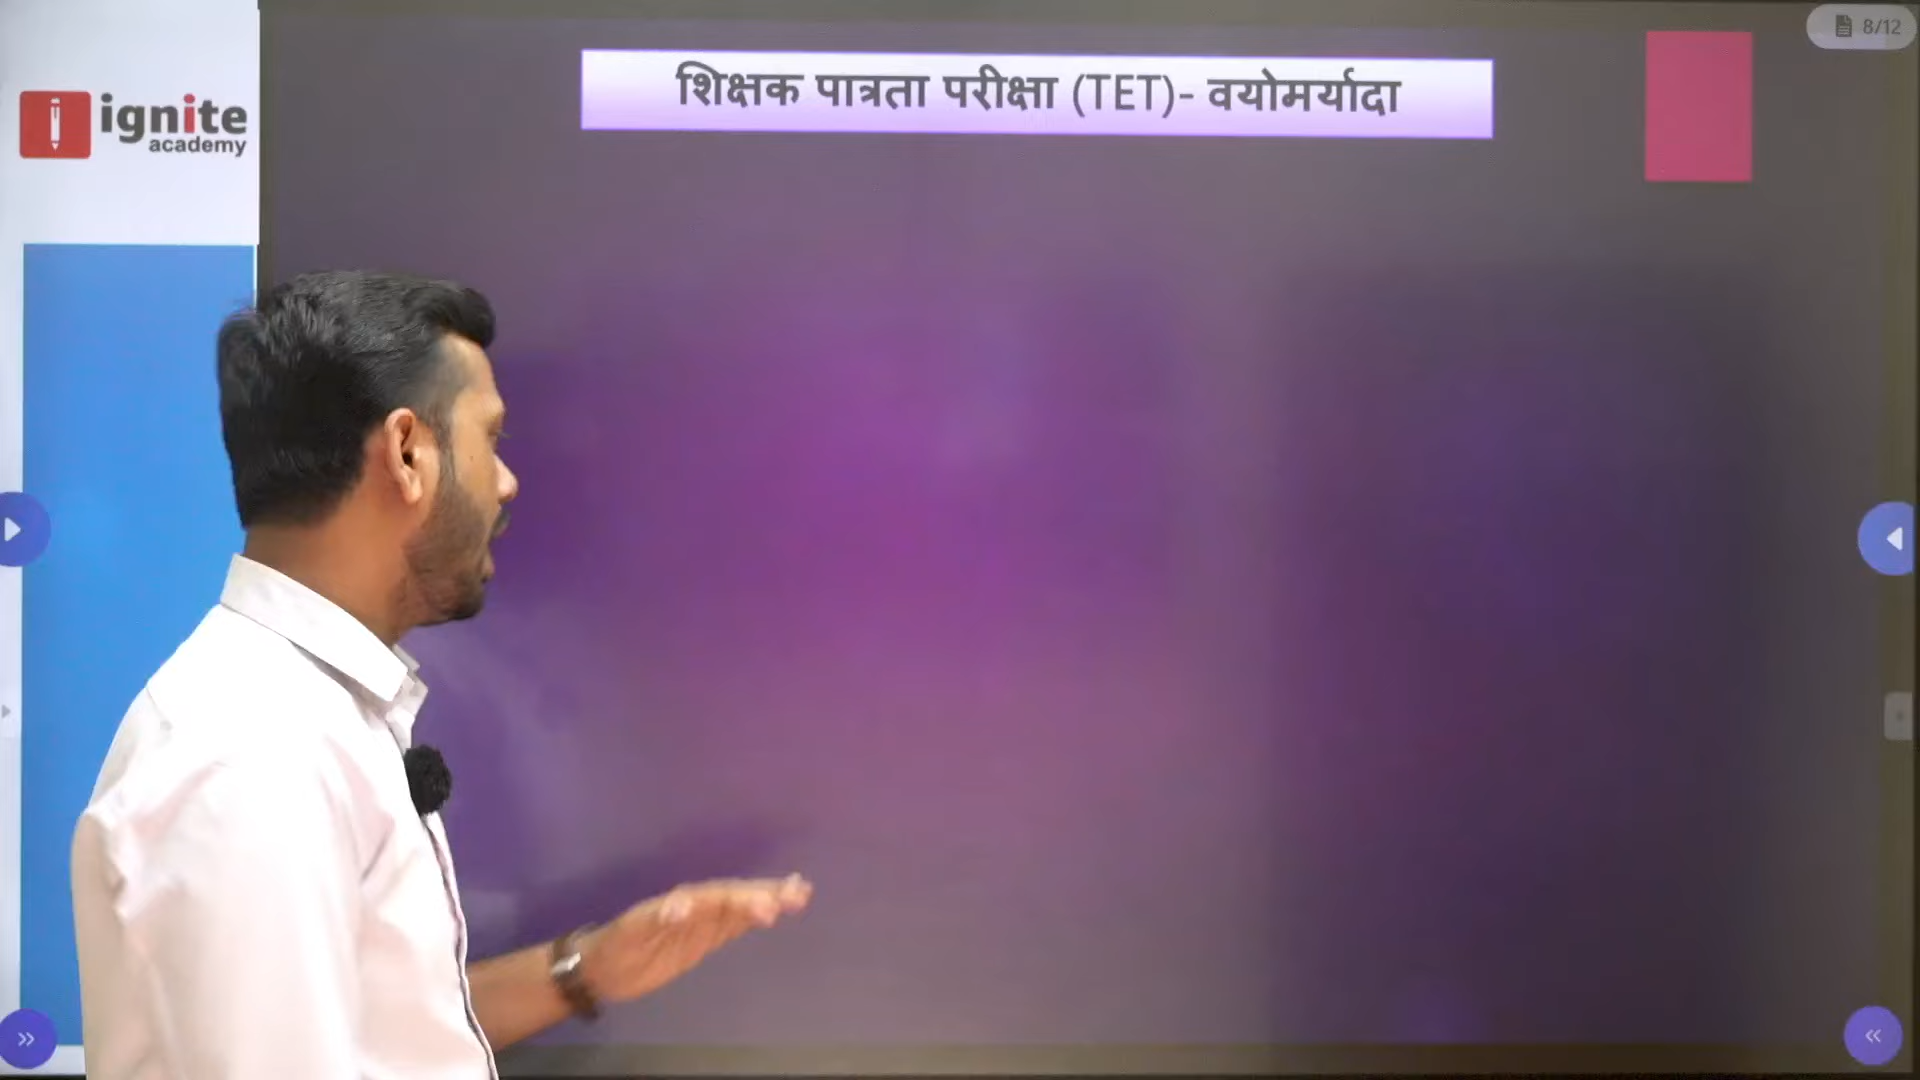 8/12
शिक्षक पात्रता परीक्षा (TET)- वयोमर्यादा
ignite
academy